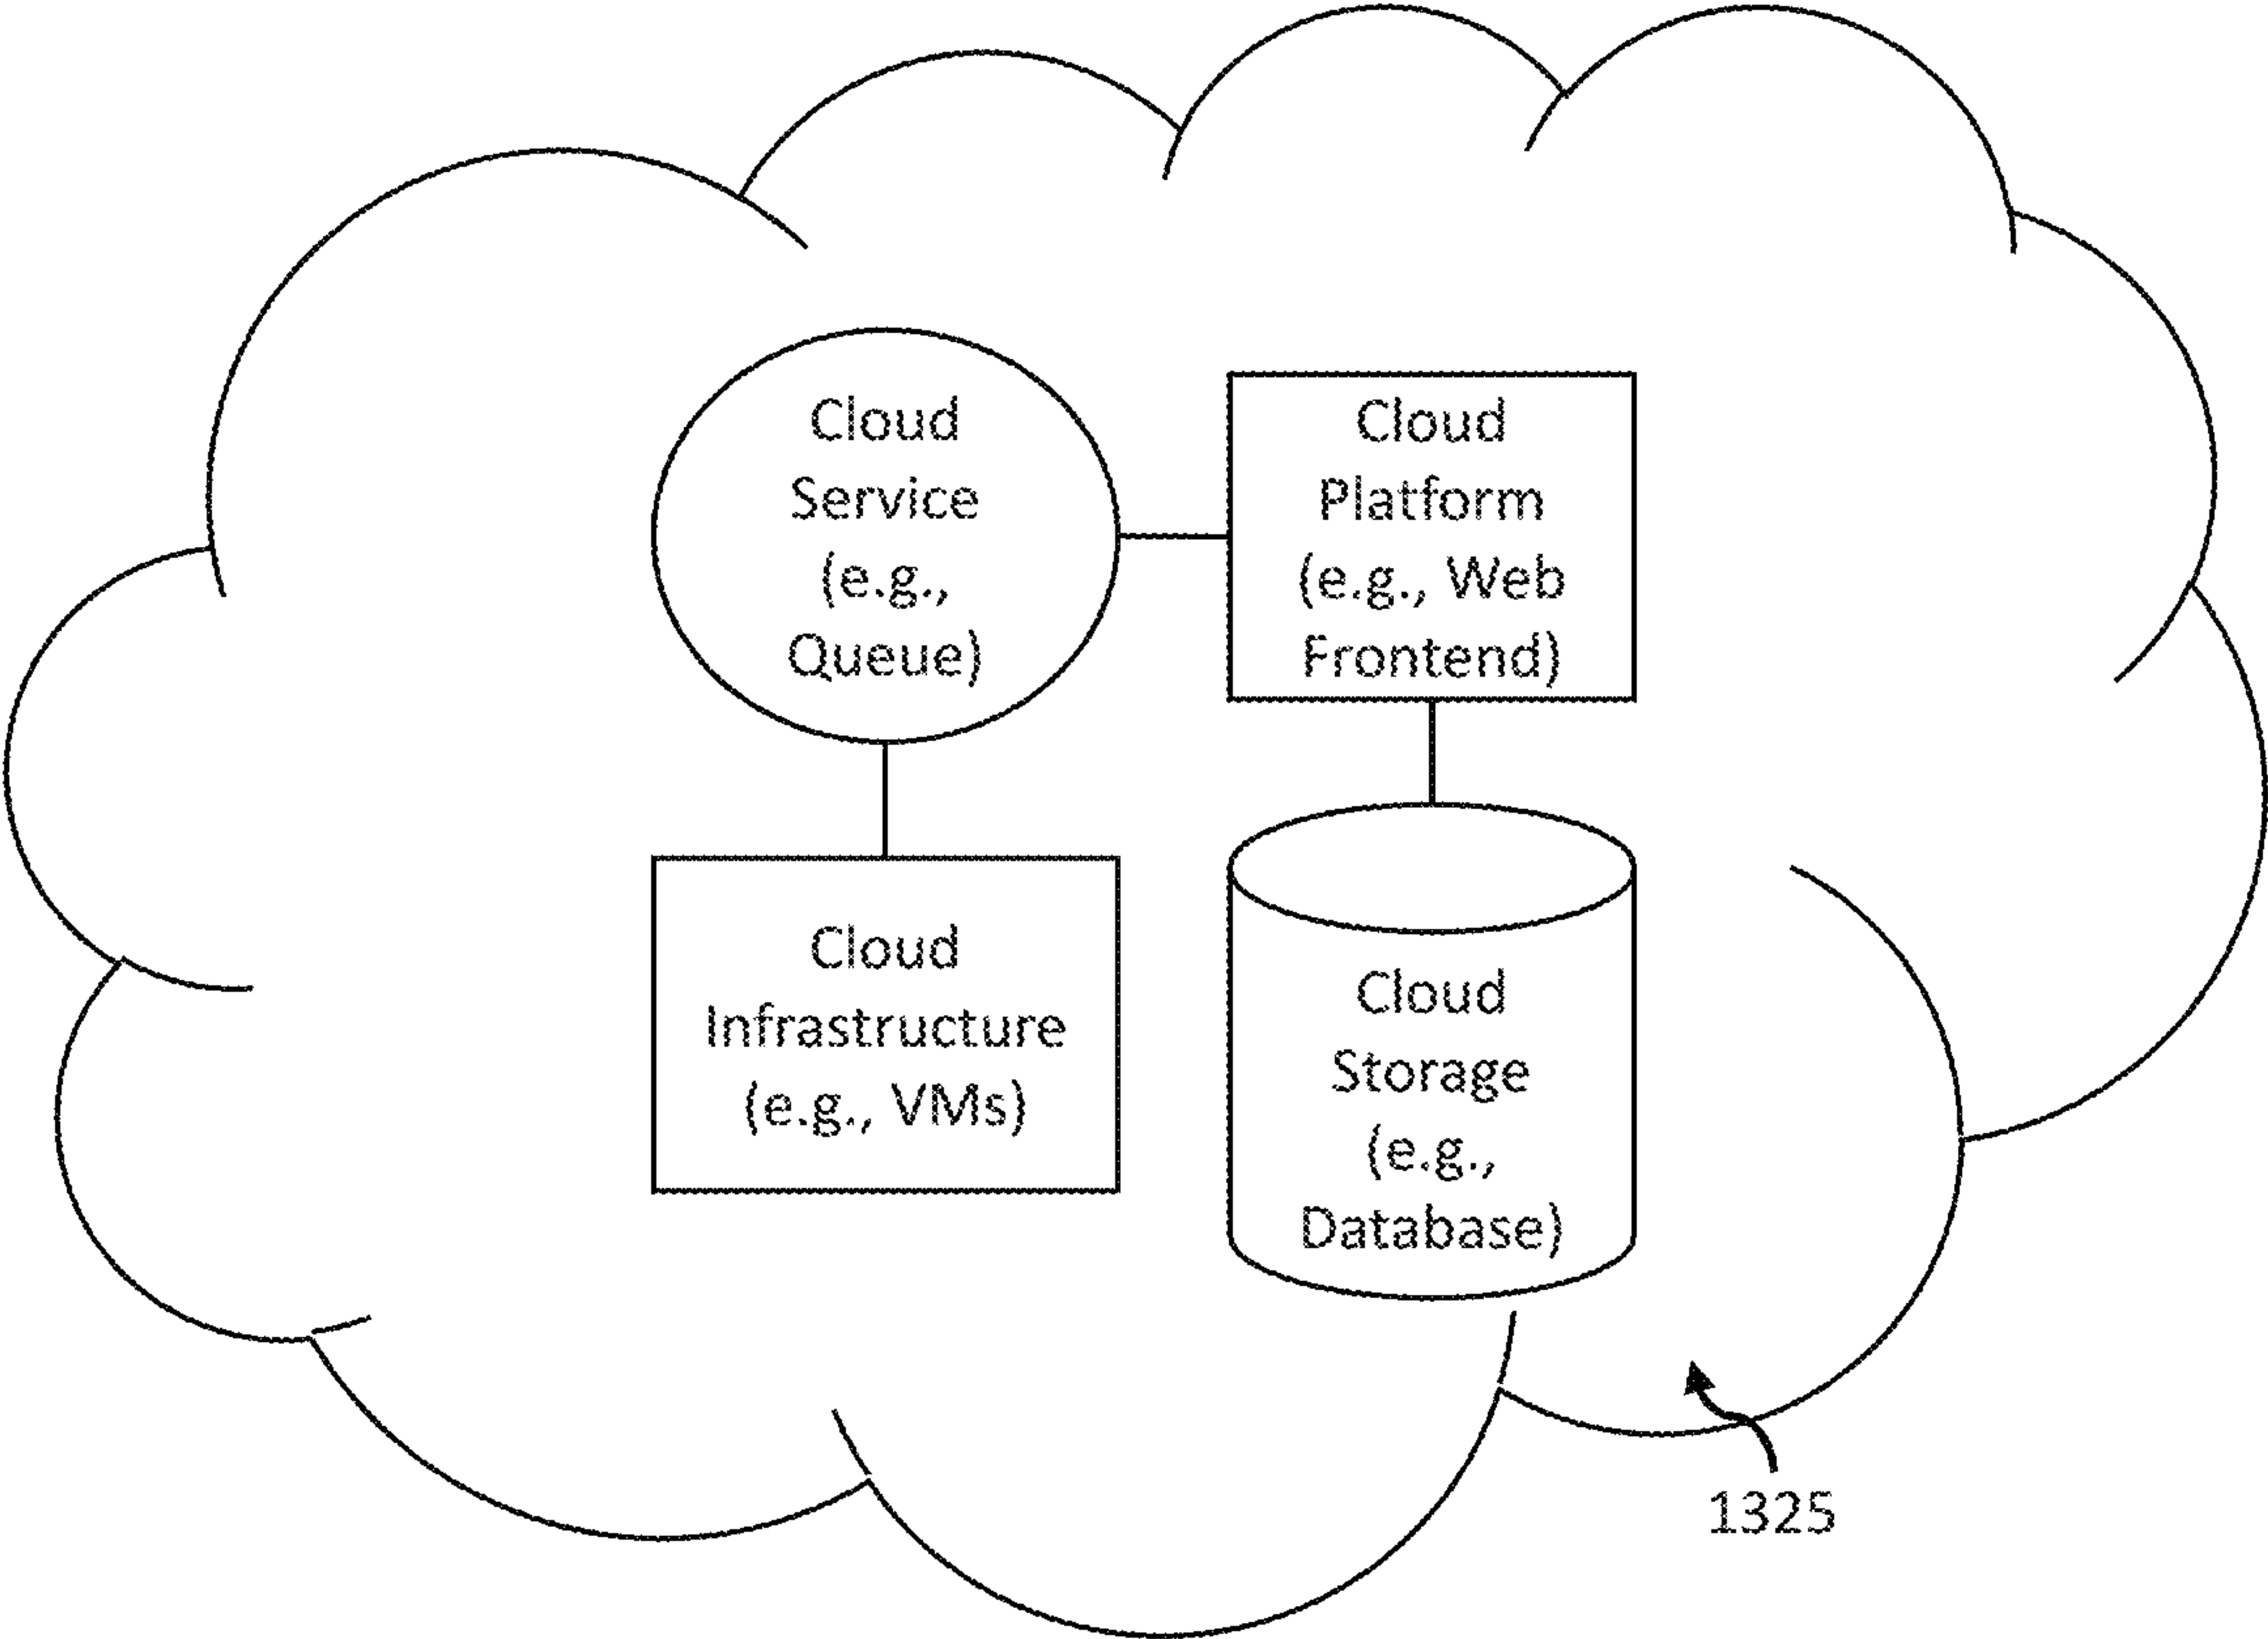 Cloud
Service
(e.g.,
Queue)
Cloud
Platform
(e.g., Web
Frontend)
Cloud
Infrastructure
(e.g., VMs)
Cloud
Storage
(e.g.,
Database)
1325